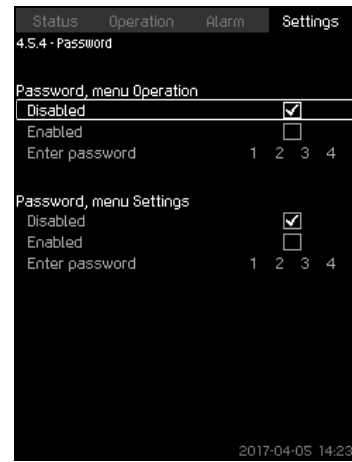 Status Operation Alarm Settings
4.5.4 - Password
Password, menu Operation
Disabled
Enabled
Enter password 1 2 3 4
Password, menu Settings
Disabled
Enabled
Enter password 1 2 3 4
2017-04-05 14:23